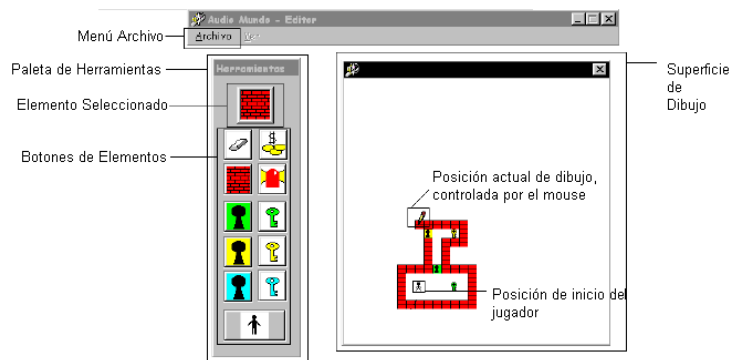 Audio Mundo - Editor
Menú Archivo
Archivo
Paleta de Herramientas
Herramientas
Elemento Seleccionado
Botones de Elementos
Superficie
de
Dibujo
Posición actual de dibujo,
controlada por el mouse
Posición de inicio del
jugador